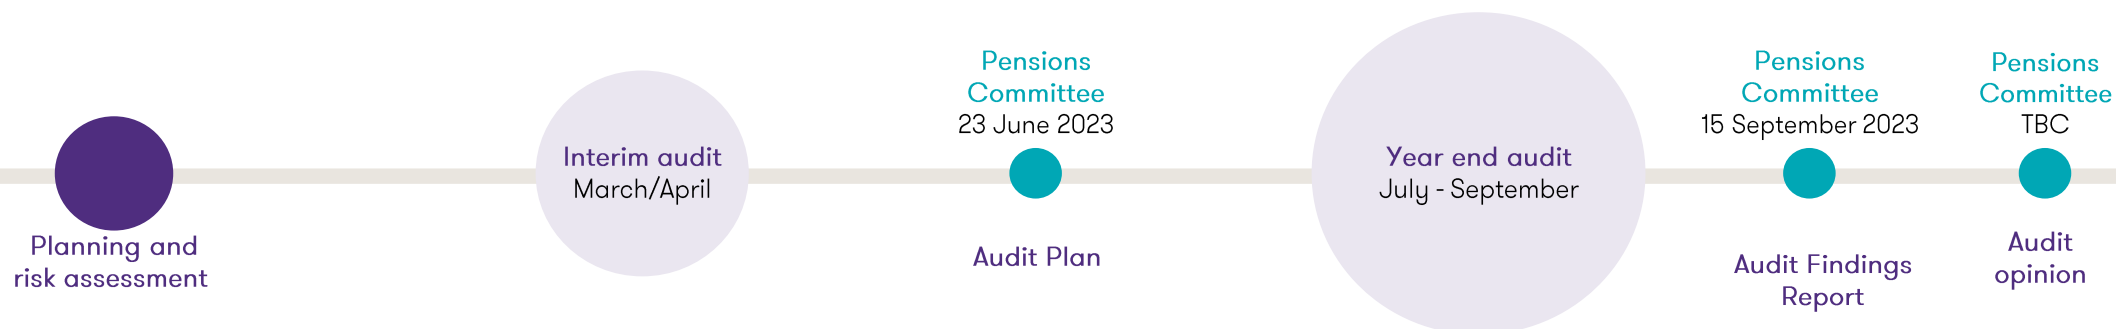 Planning and
risk assessment
Interim audit
March/April
Pensions
Committee
23 June 2023
Audit Plan
Year end audit
July - September
Pensions
Committee
15 September 2023
Audit Findings
Report
Pensions
Committee
TBC
Audit
opinion